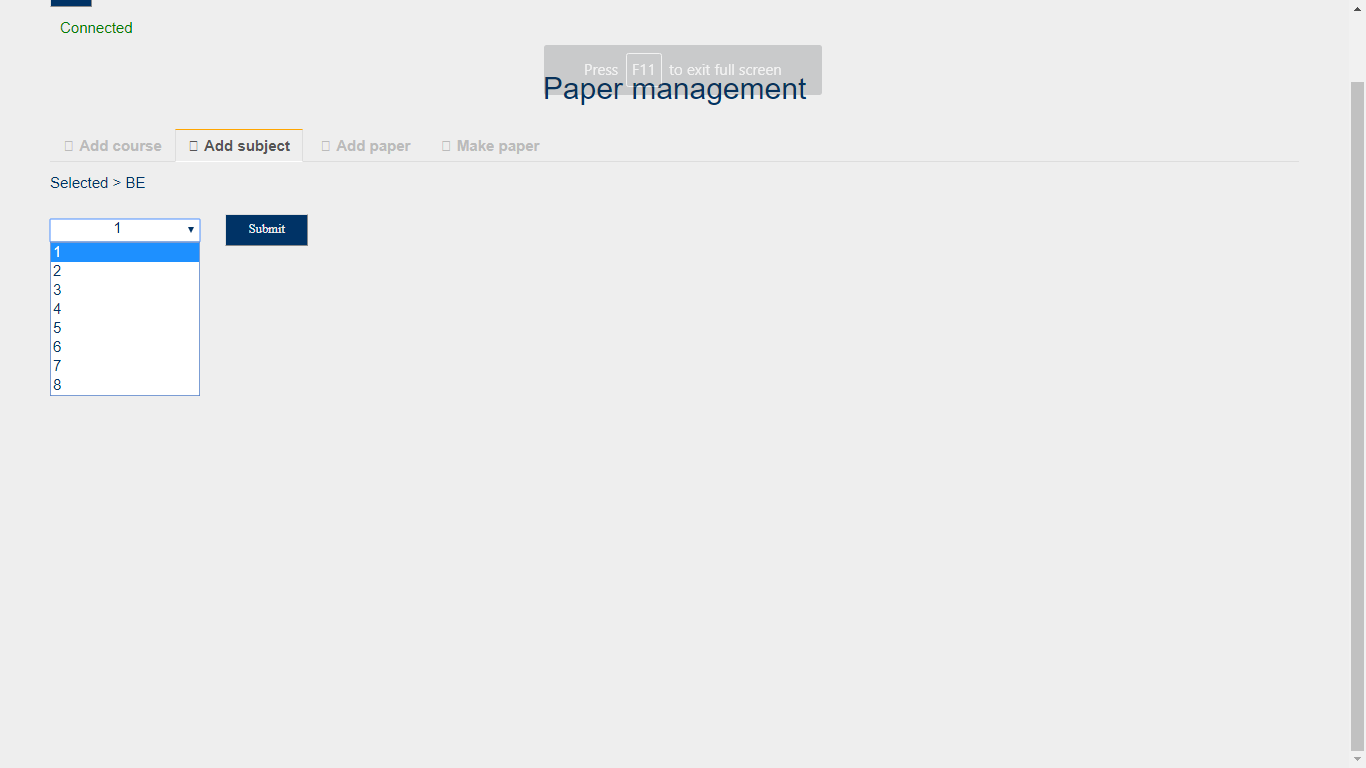 Connected
Press F11 to exit full screen
Paper management
Add course Add subject Add paper Make paper
Selected > BE
1 Submit
1
2
3
4
5
6
7
8